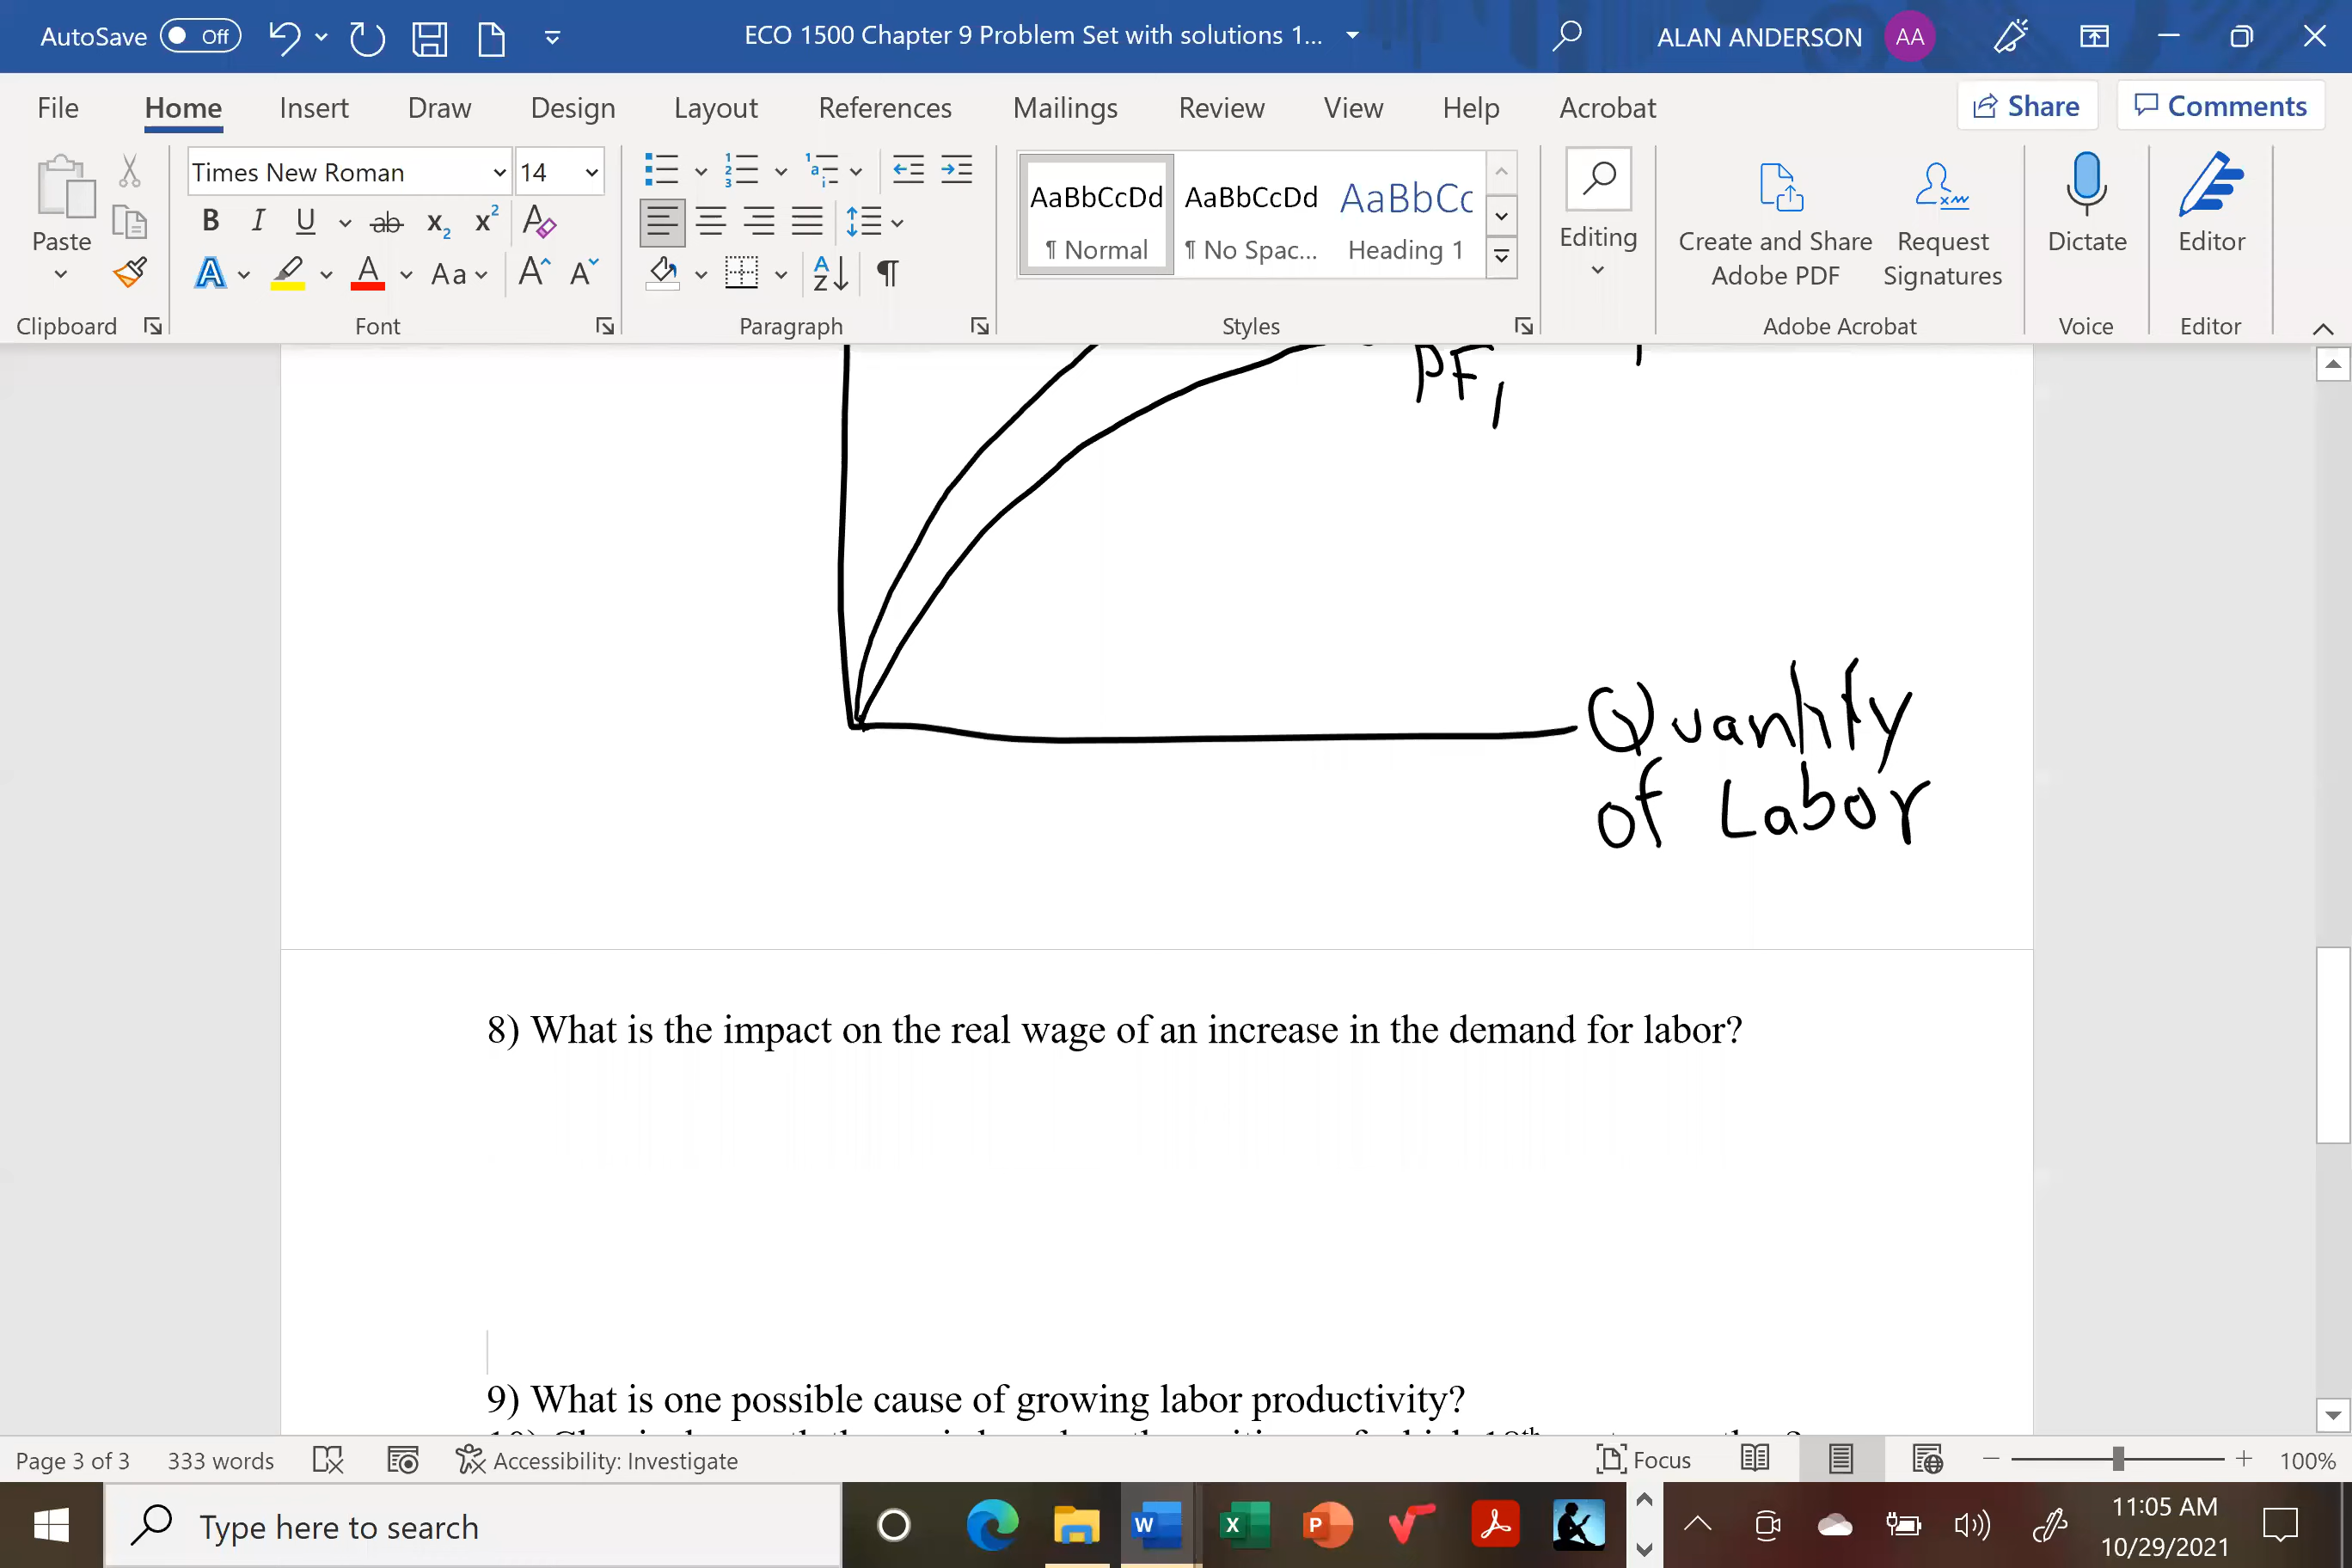 AutoSave Off ECO 1500 Chapter 9 Problem Set with solutions 1... ALAN ANDERSON AA
File Home Insert Draw Design Layout References Mailings Review View Help Acrobat Share Comments
Paste
Clipboard
Times New Roman 14
Font
Paragraph
AaBbCcDd AaBbCcDd AaBbCc
¶ Normal ¶ No Spac... Heading 1
Styles
Editing
Create and Share Adobe PDF
Request Signatures
Adobe Acrobat
Dictate
Voice
Editor
Editor
PF1
Quantity
of Labor
8) What is the impact on the real wage of an increase in the demand for labor?
9) What is one possible cause of growing labor productivity?
Page 3 of 3 333 words Accessibility: Investigate Focus 100%
Type here to search
11:05 AM
10/29/2021